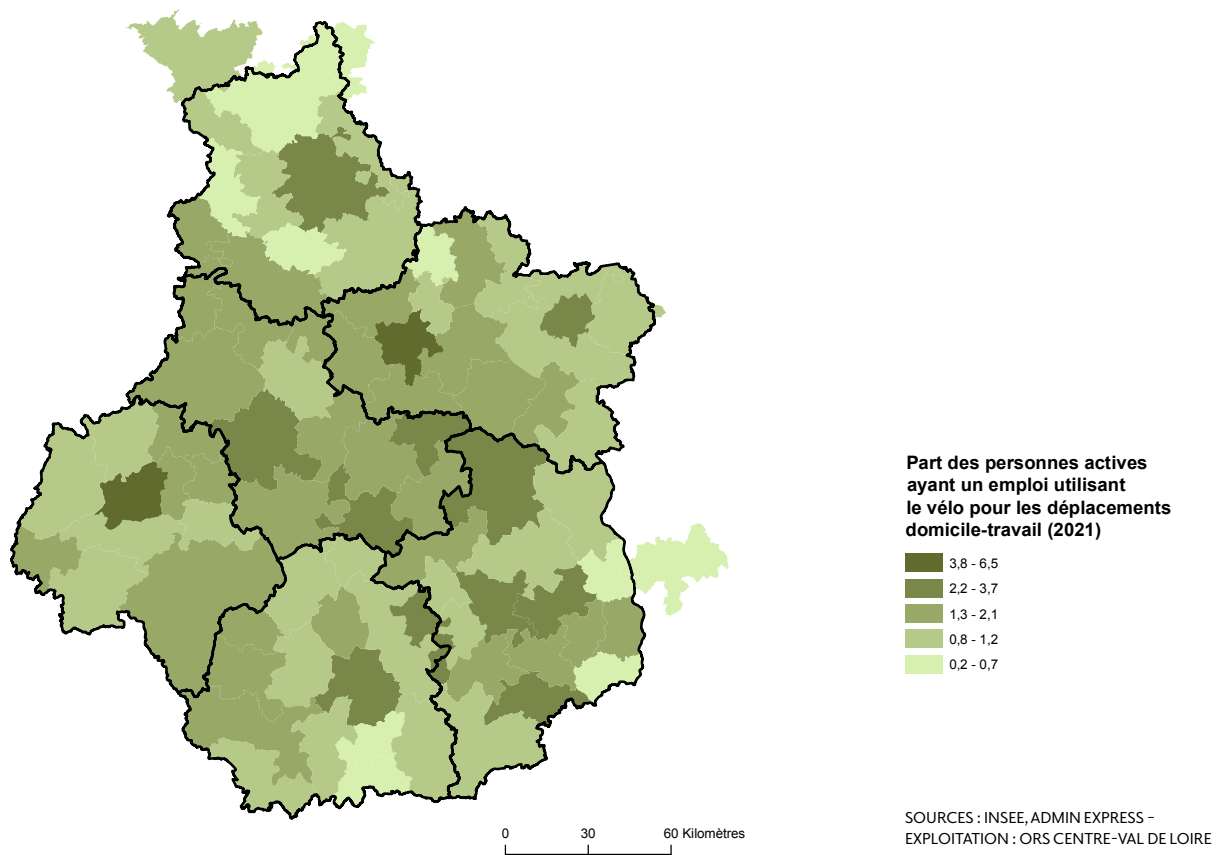 Part des personnes actives
ayant un emploi utilisant
le vélo pour les déplacements
domicile-travail (2021)
3,8 - 6,5
2,2 - 3,7
1,3 - 2,1
0,8 - 1,2
0,2 - 0,7
0 30 60 Kilomètres
SOURCES : INSEE, ADMIN EXPRESS –
EXPLOITATION : ORS CENTRE-VAL DE LOIRE